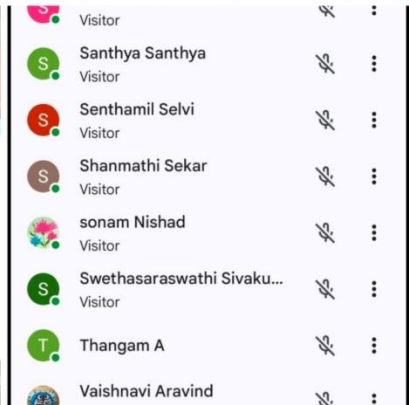 Visitor
S
Santhya Santhya
Visitor
S
Senthamil Selvi
Visitor
S
Shanmathi Sekar
Visitor
sonam Nishad
Visitor
S
Swethasaraswathi Sivaku...
Visitor
T
Thangam A
Vaishnavi Aravind